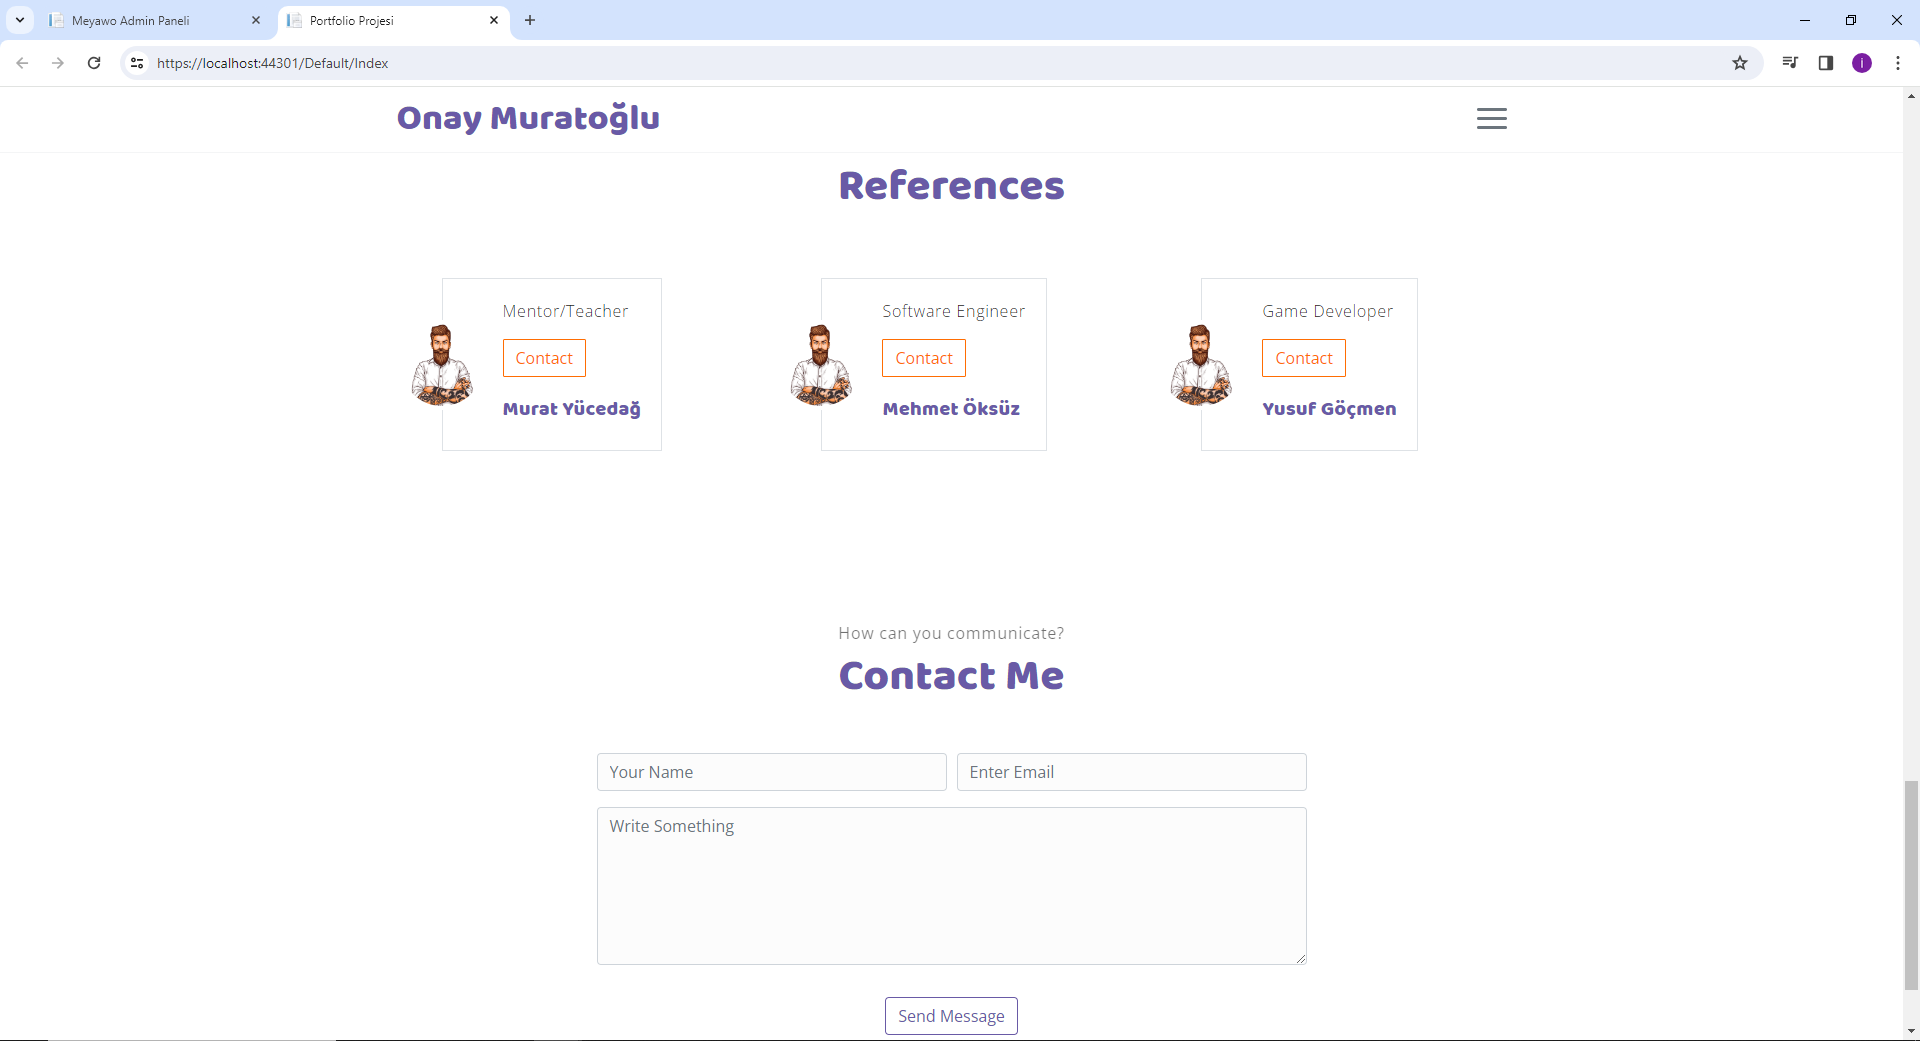 Meyawo Admin Paneli
Portfolio Projesi
https://localhost:44301/Default/Index
i
Onay Muratoğlu
References
Mentor/Teacher
Contact
Murat Yücedağ
Software Engineer
Contact
Mehmet Öksüz
Game Developer
Contact
Yusuf Göçmen
How can you communicate?
Contact Me
Your Name
Enter Email
Write Something
Send Message